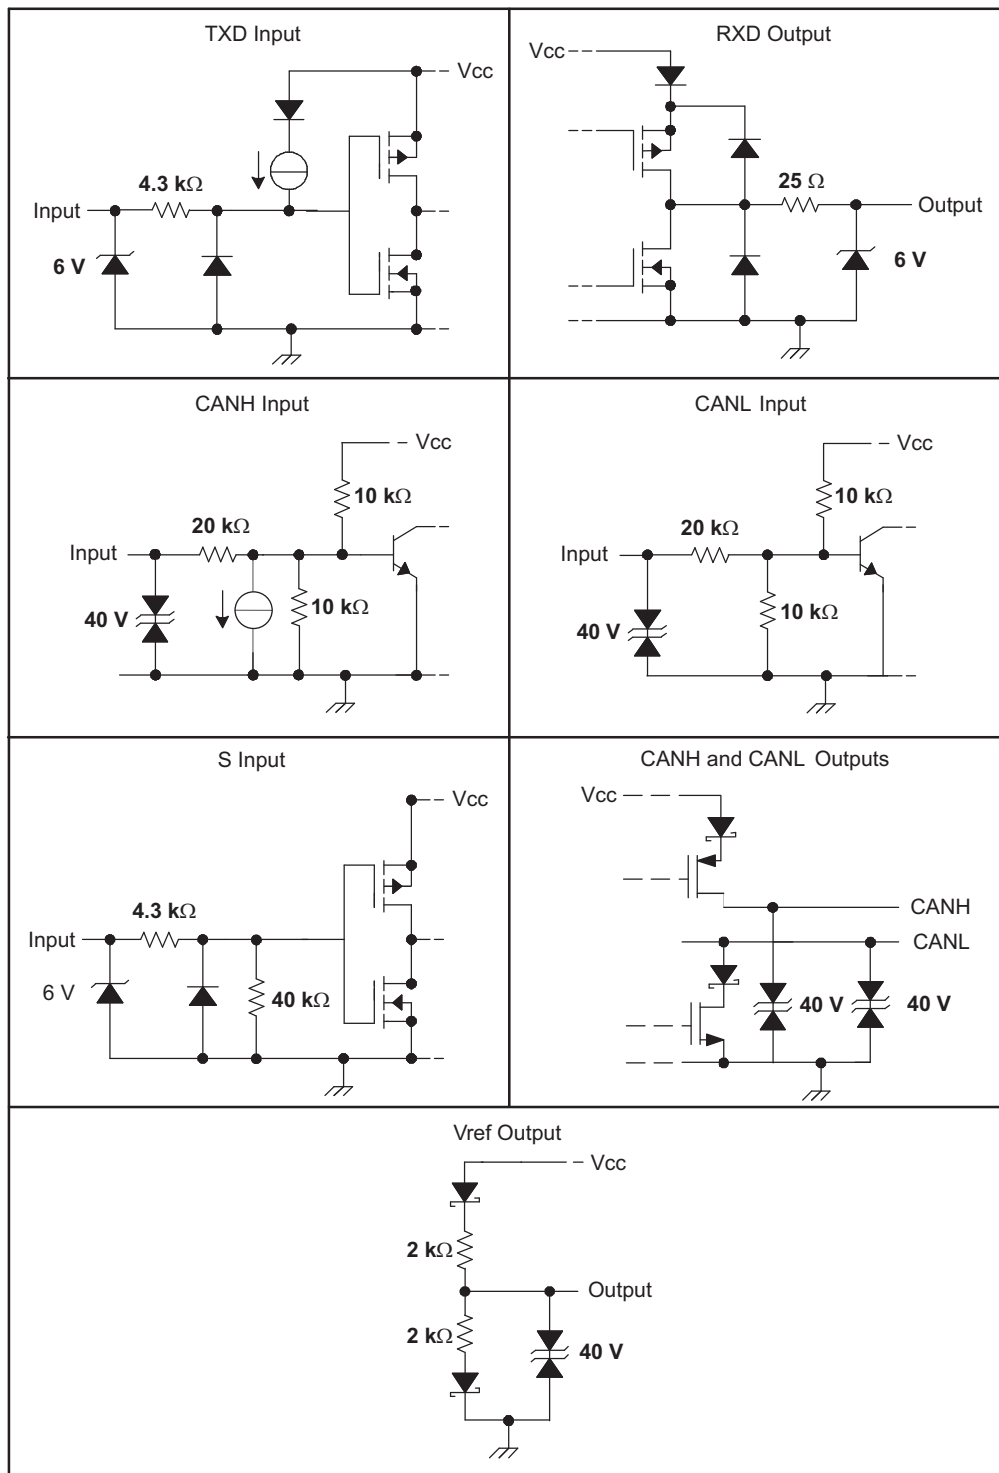 TXD Input
Vcc
4.3 kΩ
Input
6 V
RXD Output
Vcc
25 Ω
Output
6 V
CANH Input
Vcc
10 kΩ
20 kΩ
Input
10 kΩ
40 V
CANL Input
Vcc
10 kΩ
20 kΩ
Input
10 kΩ
40 V
S Input
Vcc
4.3 kΩ
Input
6 V
40 kΩ
CANH and CANL Outputs
Vcc
CANH
CANL
40 V
40 V
Vref Output
Vcc
2 kΩ
Output
2 kΩ
40 V